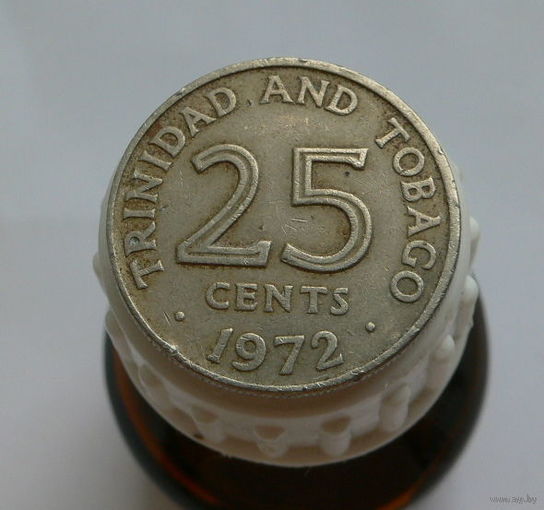 TRINIDAD AND TOBAGO
25
CENTS
· 1972 ·
www.ay.by